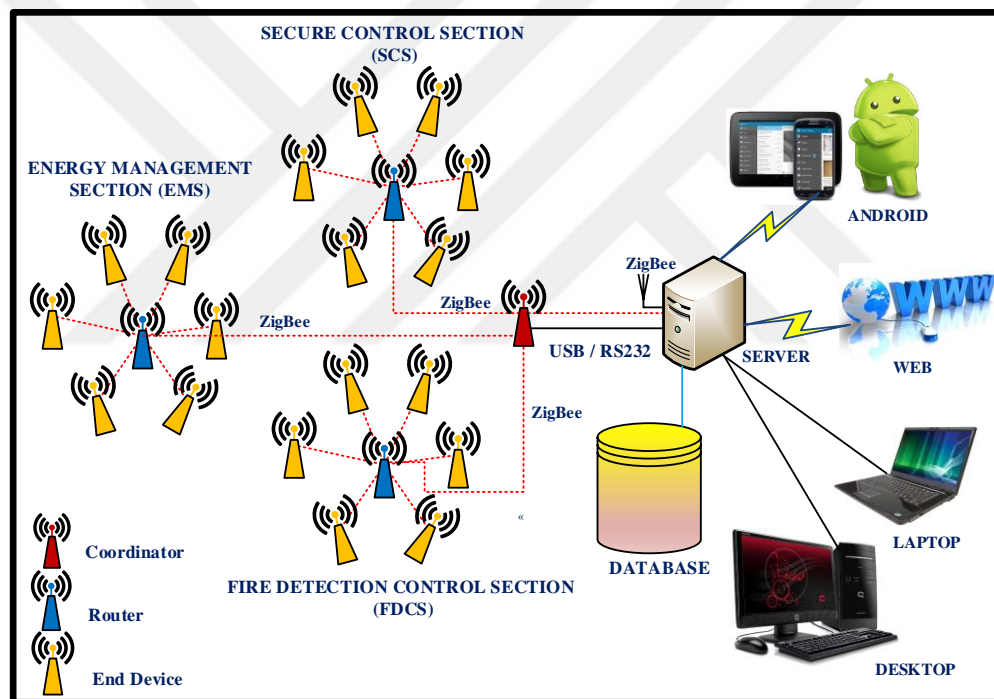 SECURE CONTROL SECTION
(SCS)
ENERGY MANAGEMENT
SECTION (EMS)
ANDROID
ZigBee
ZigBee
ZigBee
WWW
USB / RS232
SERVER
WEB
ZigBee
«
LAPTOP
Coordinator
DATABASE
FIRE DETECTION CONTROL SECTION
(FDCS)
Router
End Device
DESKTOP